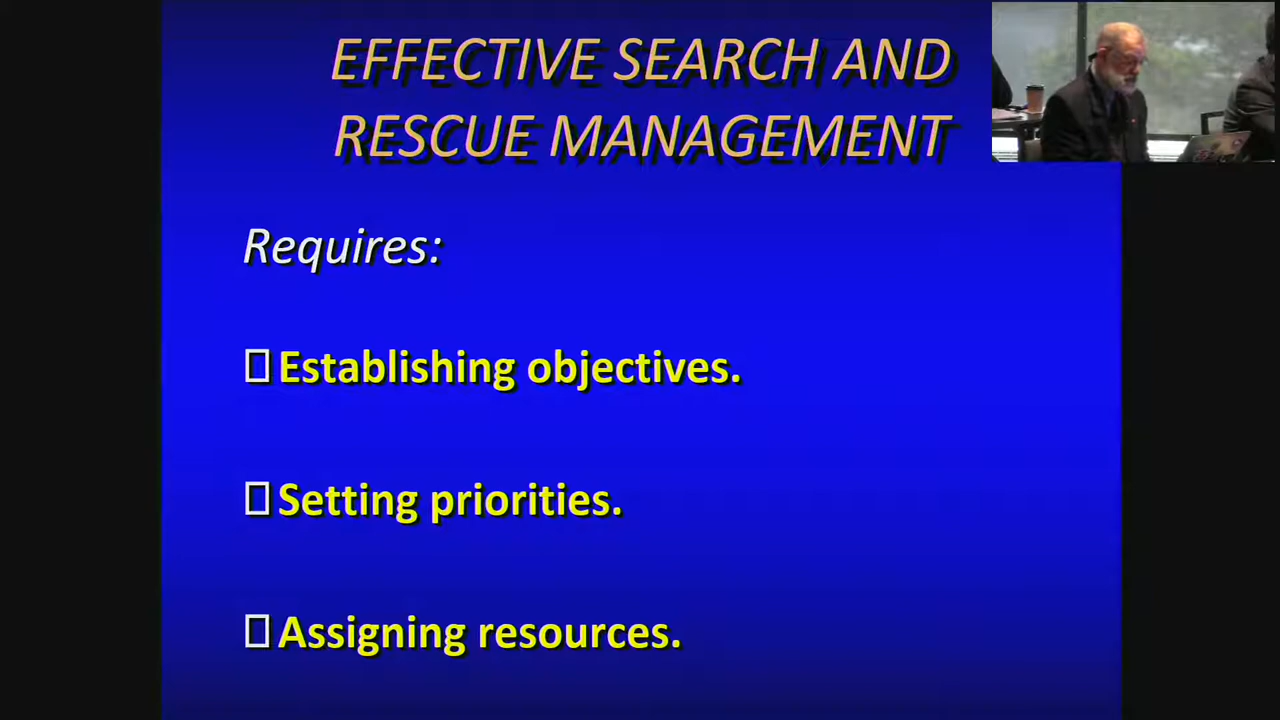 EFFECTIVE SEARCH AND
RESCUE MANAGEMENT
Requires:
Establishing objectives.
Setting priorities.
Assigning resources.